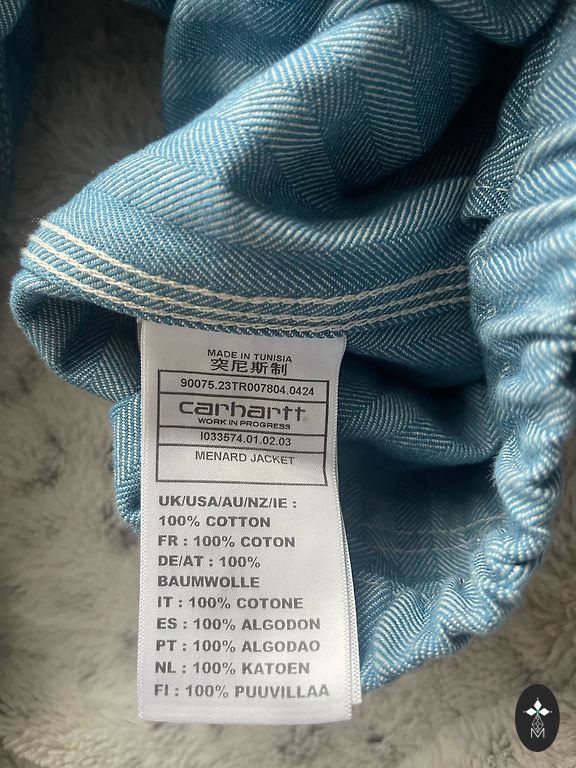 MADE IN TUNISIA
突尼斯制
90075.23TR007804.0424
carhartt
WORK IN PROGRESS
I033574.01.02.03
MENARD JACKET
UK/USA/AU/NZ/IE :
100% COTTON
FR : 100% COTON
DE/AT : 100%
BAUMWOLLE
IT : 100% COTONE
ES : 100% ALGODON
PT : 100% ALGODAO
NL : 100% KATOEN
FI : 100% PUUVILLAA